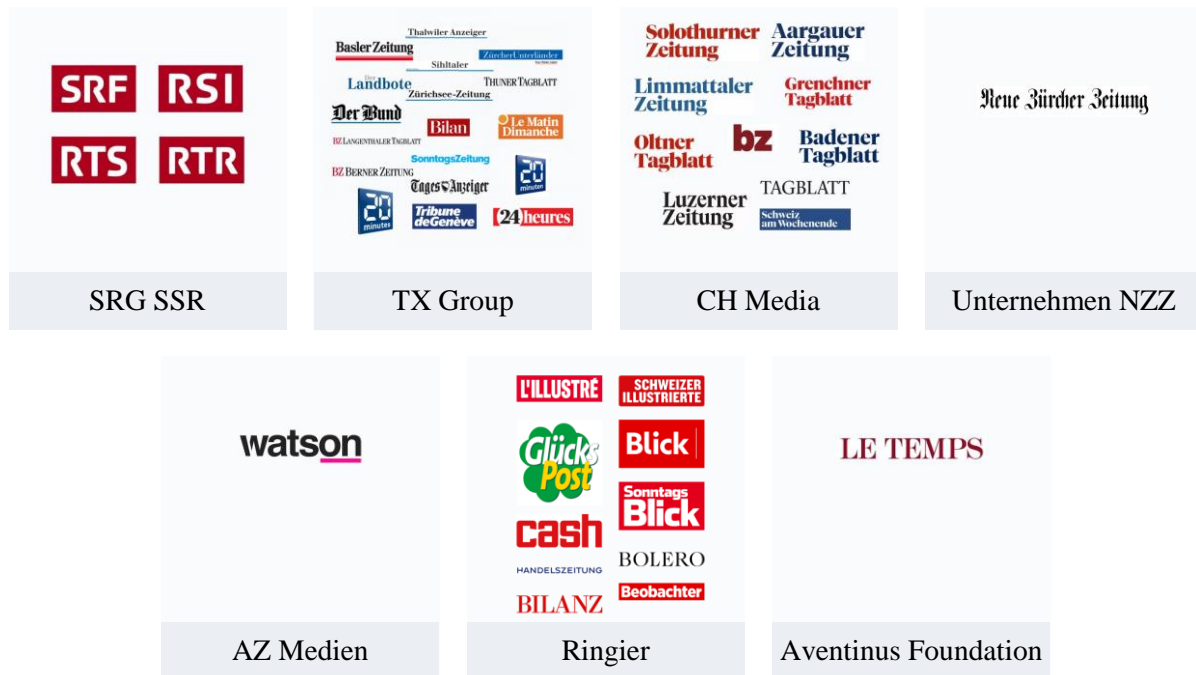 SRF
RSI
RTS
RTR
SRG SSR
Thalwiler Anzeiger
Basler Zeitung
ZürcherUnterländer
Sihltaler
Der
Landbote
THUNER TAGBLATT
Zürichsee-Zeitung
Der Bund
Bilan
Le Matin
Dimanche
BZ LANGENTHALER TAGBLATT
SonntagsZeitung
BZ BERNER ZEITUNG
Tages Anzeiger
20
minuten
20
minutes
Tribune
deGenève
(24)heures
TX Group
Solothurner
Zeitung
Aargauer
Zeitung
Limmattaler
Zeitung
Grenchner
Tagblatt
Oltner
Tagblatt
bz
Badener
Tagblatt
Luzerner
Zeitung
TAGBLATT
Schweiz
am Wochenende
CH Media
Neue Zürcher Zeitung
Unternehmen NZZ
watson
AZ Medien
L'ILLUSTRÉ
SCHWEIZER
ILLUSTRIERTE
Glücks
Post
Blick
Sonntags
Blick
cash
HANDELSZEITUNG
BOLERO
BILANZ
Beobachter
Ringier
LE TEMPS
Aventinus Foundation